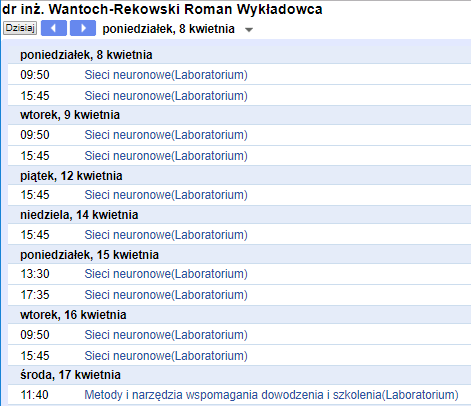 dr inż. Wantoch-Rekowski Roman Wykładowca
Dzisiaj poniedziałek, 8 kwietnia
poniedziałek, 8 kwietnia
09:50 Sieci neuronowe(Laboratorium)
15:45 Sieci neuronowe(Laboratorium)
wtorek, 9 kwietnia
09:50 Sieci neuronowe(Laboratorium)
15:45 Sieci neuronowe(Laboratorium)
piątek, 12 kwietnia
15:45 Sieci neuronowe(Laboratorium)
niedziela, 14 kwietnia
15:45 Sieci neuronowe(Laboratorium)
poniedziałek, 15 kwietnia
13:30 Sieci neuronowe(Laboratorium)
17:35 Sieci neuronowe(Laboratorium)
wtorek, 16 kwietnia
09:50 Sieci neuronowe(Laboratorium)
15:45 Sieci neuronowe(Laboratorium)
środa, 17 kwietnia
11:40 Metody i narzędzia wspomagania dowodzenia i szkolenia(Laboratorium)